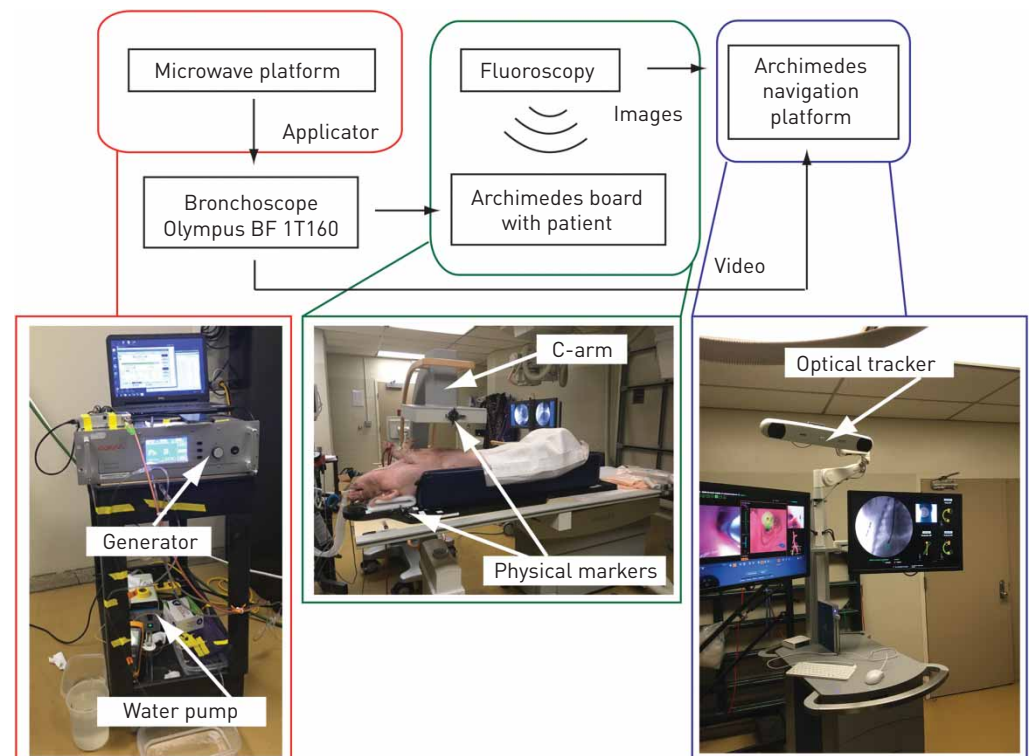 Microwave platform
Applicator
Bronchoscope
Olympus BF 1T160
Fluoroscopy
Images
Archimedes board
with patient
Archimedes
navigation
platform
Video
Generator
Water pump
C-arm
Physical markers
Optical tracker